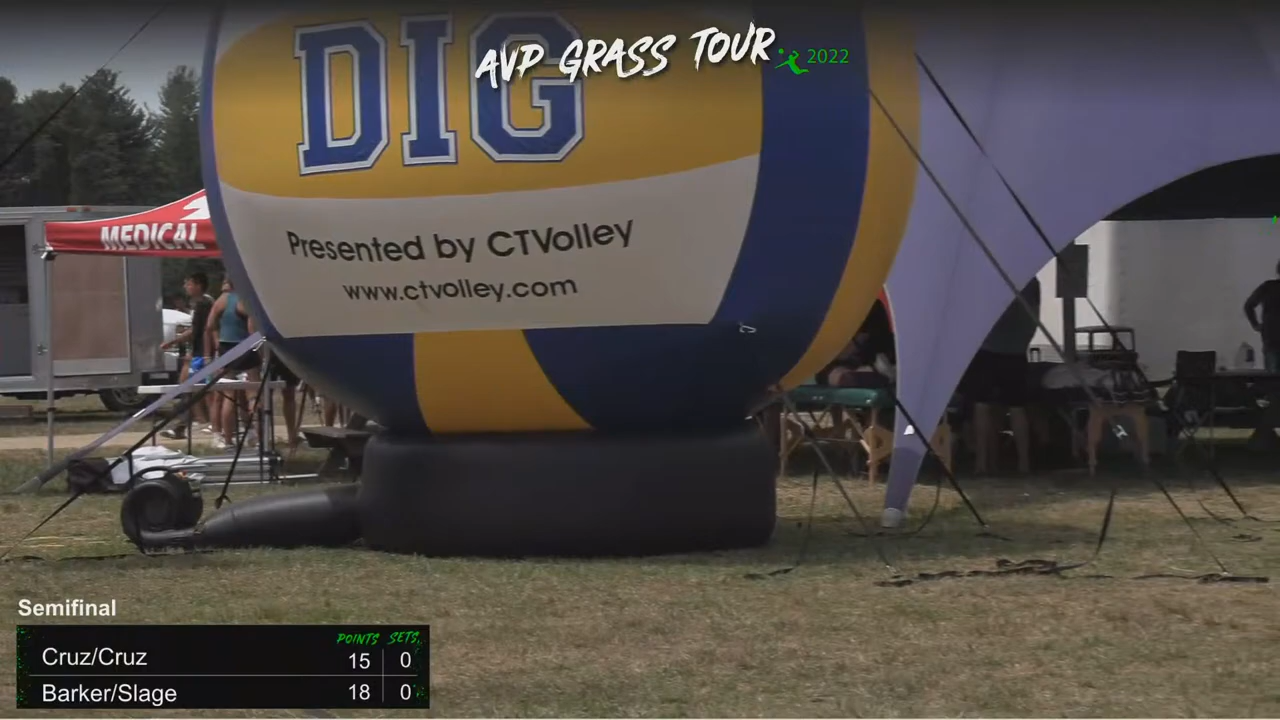 DIG
AVP GRASS TOUR 2022
MEDICAL
Presented by CTVolley
www.ctvolley.com
Semifinal
POINTS SETS
Cruz/Cruz 15 0
Barker/Slage 18 0